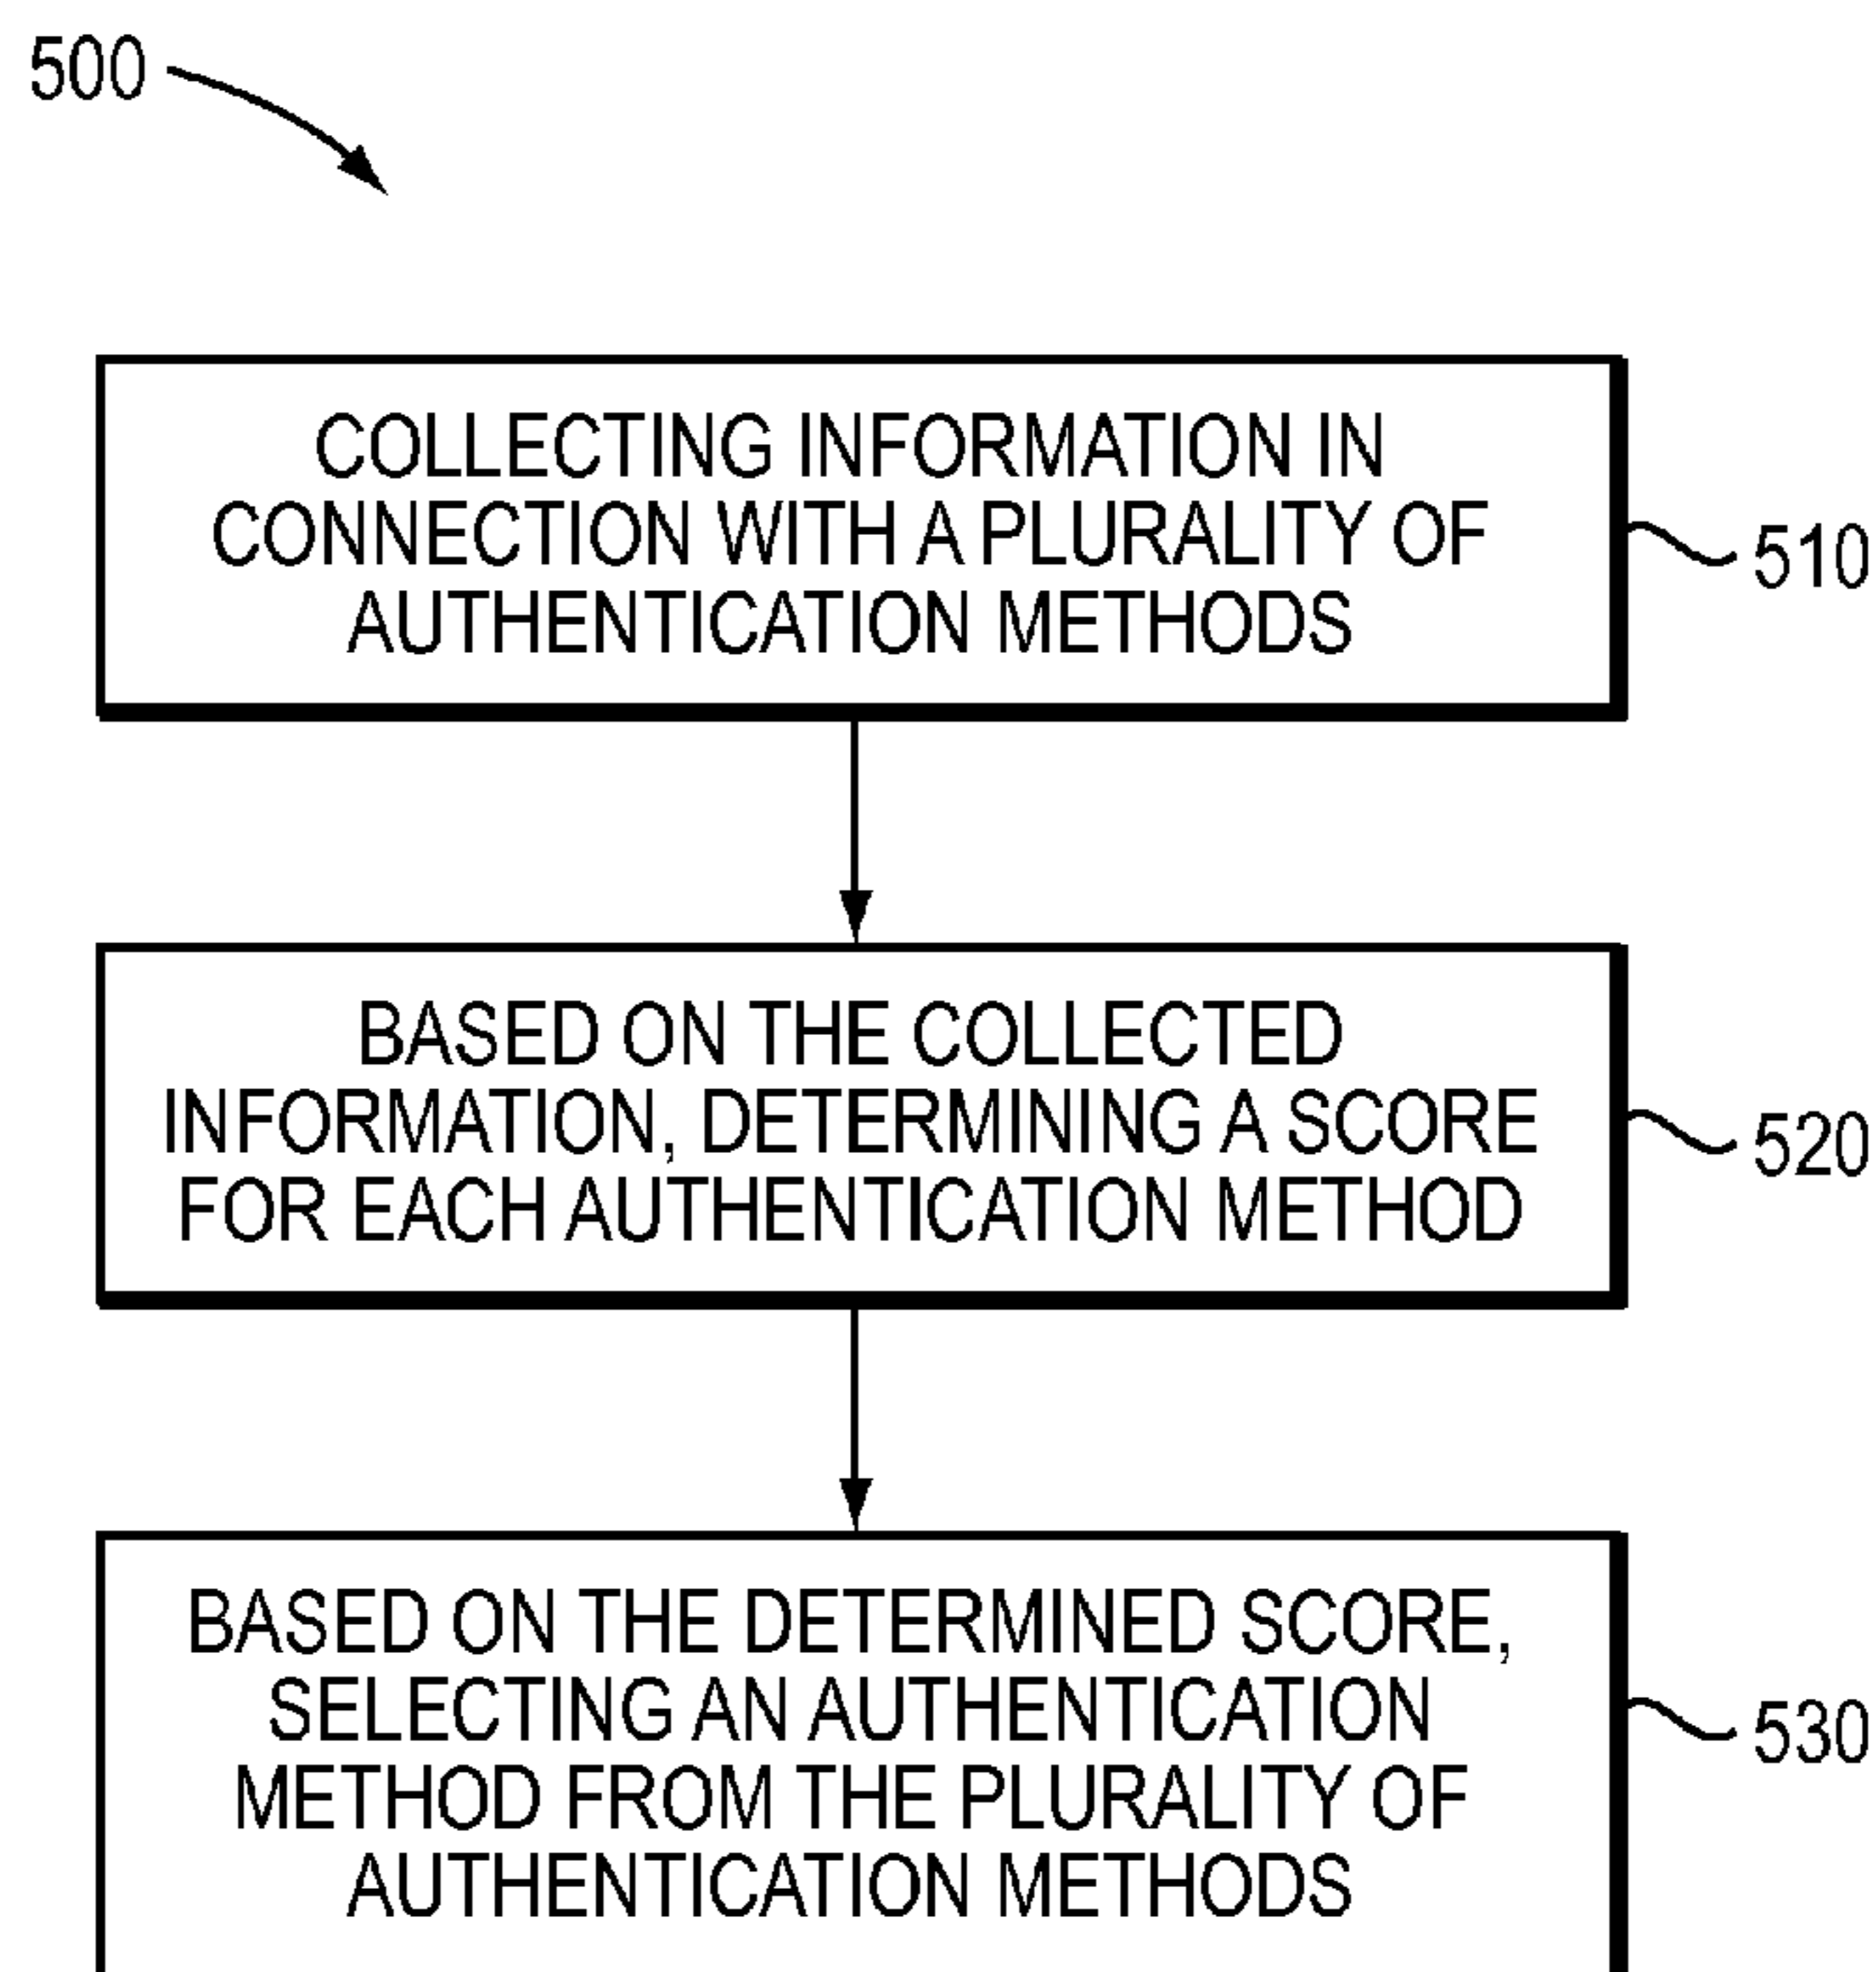 500
COLLECTING INFORMATION IN
CONNECTION WITH A PLURALITY OF
AUTHENTICATION METHODS
510
BASED ON THE COLLECTED
INFORMATION, DETERMINING A SCORE
FOR EACH AUTHENTICATION METHOD
520
BASED ON THE DETERMINED SCORE,
SELECTING AN AUTHENTICATION
METHOD FROM THE PLURALITY OF
AUTHENTICATION METHODS
530